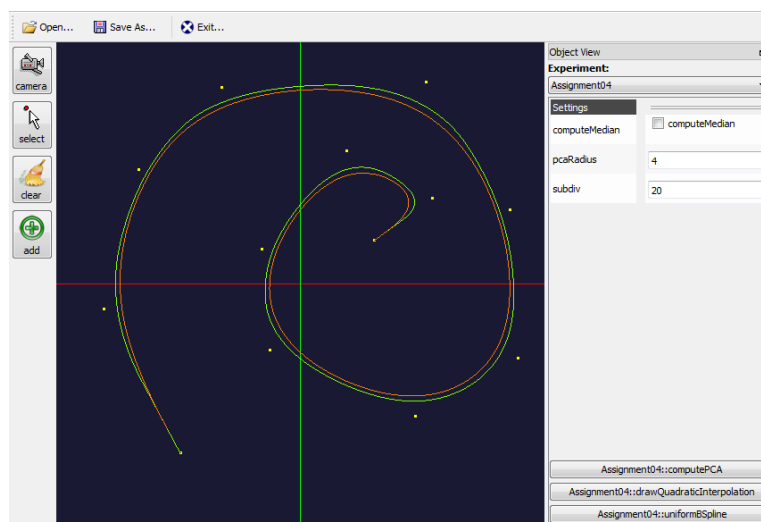 Open... Save As... Exit...
camera
select
clear
add
Object View
Experiment:
Assignment04
Settings
computeMedian computeMedian
pcaRadius 4
subdiv 20
Assignment04::computePCA
Assignment04::drawQuadraticInterpolation
Assignment04::uniformBSpline